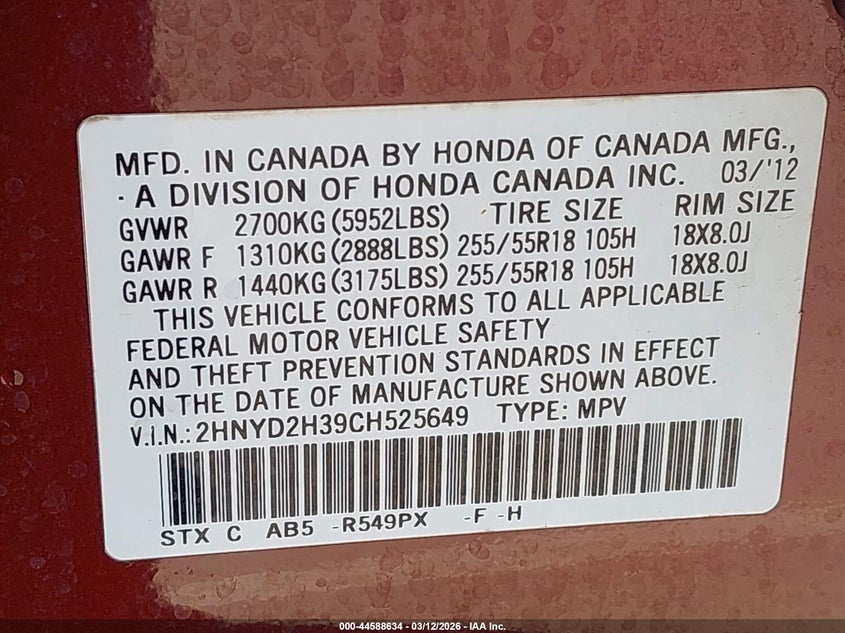 MFD. IN CANADA BY HONDA OF CANADA MFG.,
· A DIVISION OF HONDA CANADA INC. 03/'12
GVWR 2700KG (5952LBS) TIRE SIZE RIM SIZE
GAWR F 1310KG (2888LBS) 255/55R18 105H 18X8.0J
GAWR R 1440KG (3175LBS) 255/55R18 105H 18X8.0J
THIS VEHICLE CONFORMS TO ALL APPLICABLE
FEDERAL MOTOR VEHICLE SAFETY
AND THEFT PREVENTION STANDARDS IN EFFECT
ON THE DATE OF MANUFACTURE SHOWN ABOVE.
V.I.N.: 2HNYD2H39CH525649 TYPE: MPV
STX C AB5 -R549PX -F -H
000-44588634 - 03/12/2026 - IAA Inc.